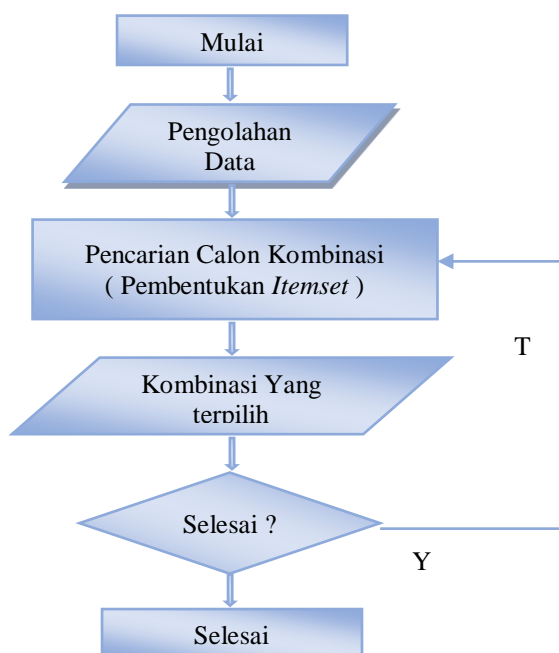 Mulai
Pengolahan
Data
Pencarian Calon Kombinasi
( Pembentukan Itemset )
T
Kombinasi Yang
terpilih
Selesai ?
Y
Selesai